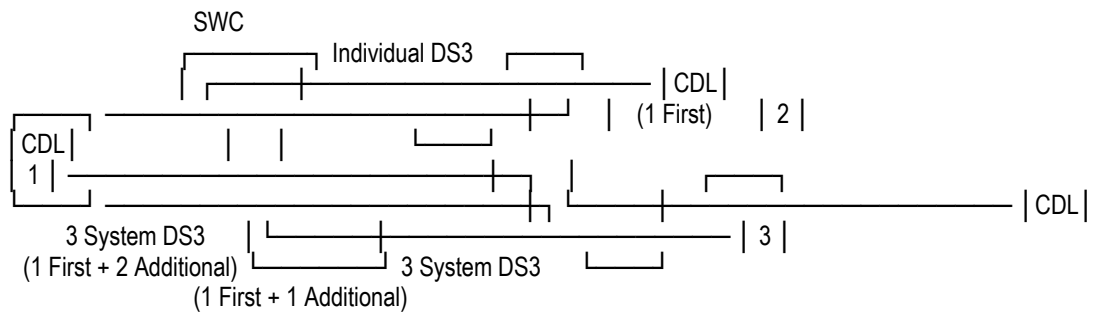 SWC
Individual DS3
CDL
(1 First) 2
CDL
1
CDL
3 System DS3 3
(1 First + 2 Additional) 3 System DS3
(1 First + 1 Additional)